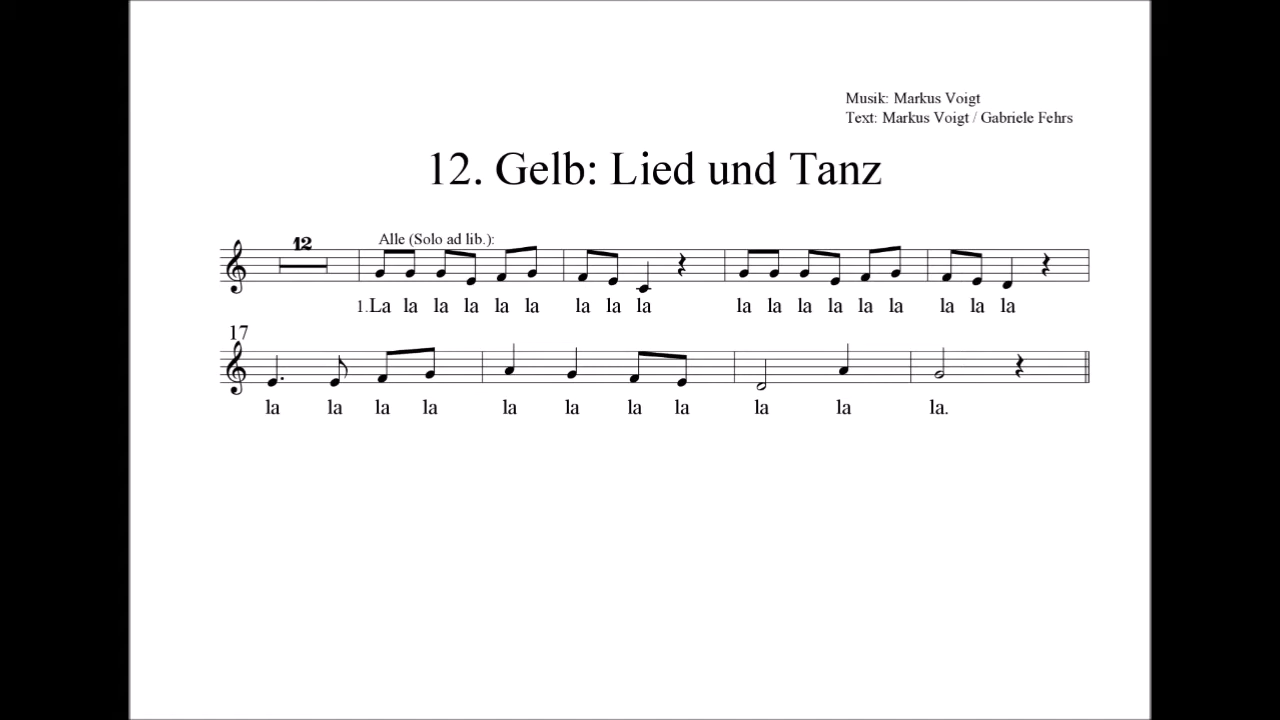 Musik: Markus Voigt
Text: Markus Voigt / Gabriele Fehrs
12. Gelb: Lied und Tanz
12
Alle (Solo ad lib.):
1.La la la la la la la la la la la la la la la la la la
17
la la la la la la la la la la la.